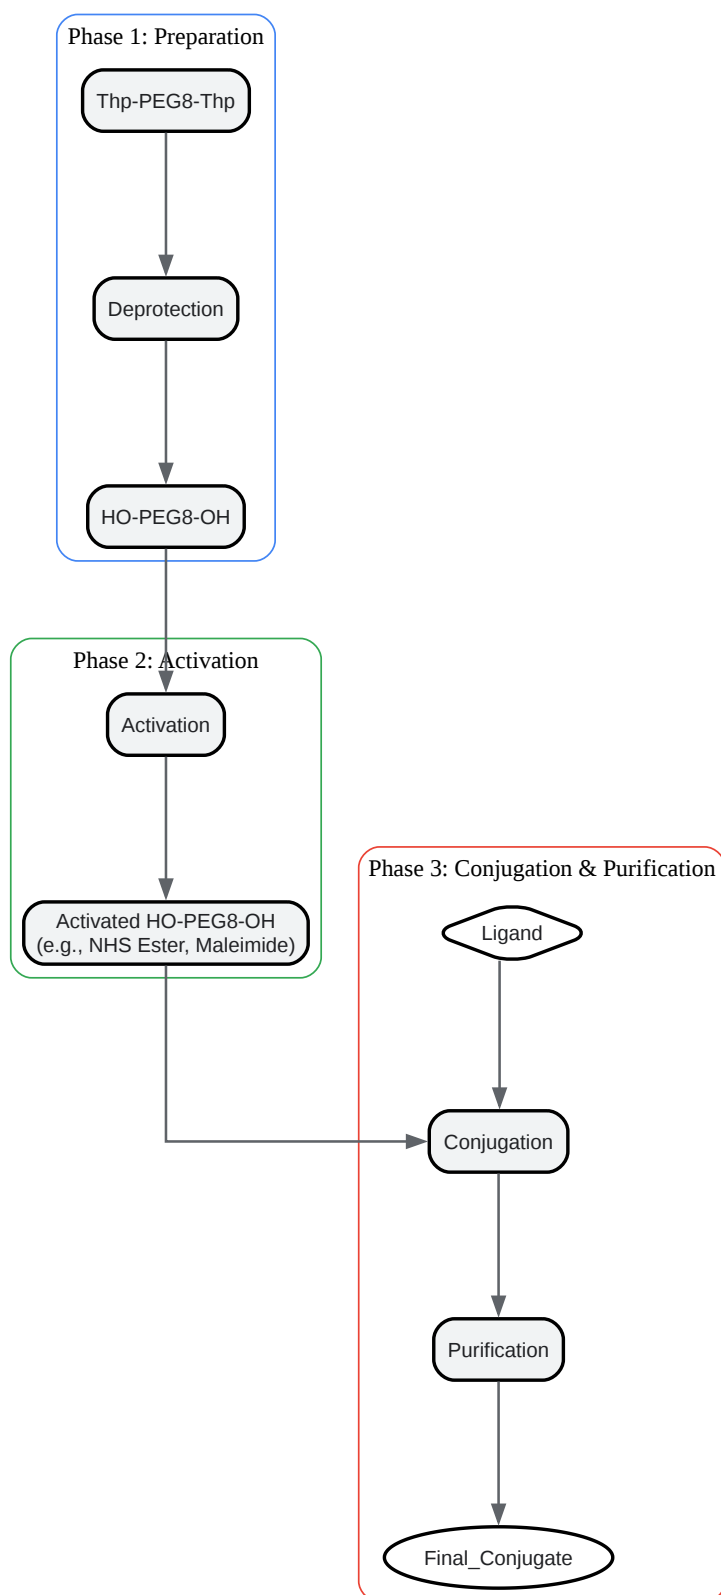 Phase 1: Preparation
Thp-PEG8-Thp
Deprotection
HO-PEG8-OH
Phase 2: Activation
Activation
Activated HO-PEG8-OH
(e.g., NHS Ester, Maleimide)
Phase 3: Conjugation & Purification
Ligand
Conjugation
Purification
Final_Conjugate